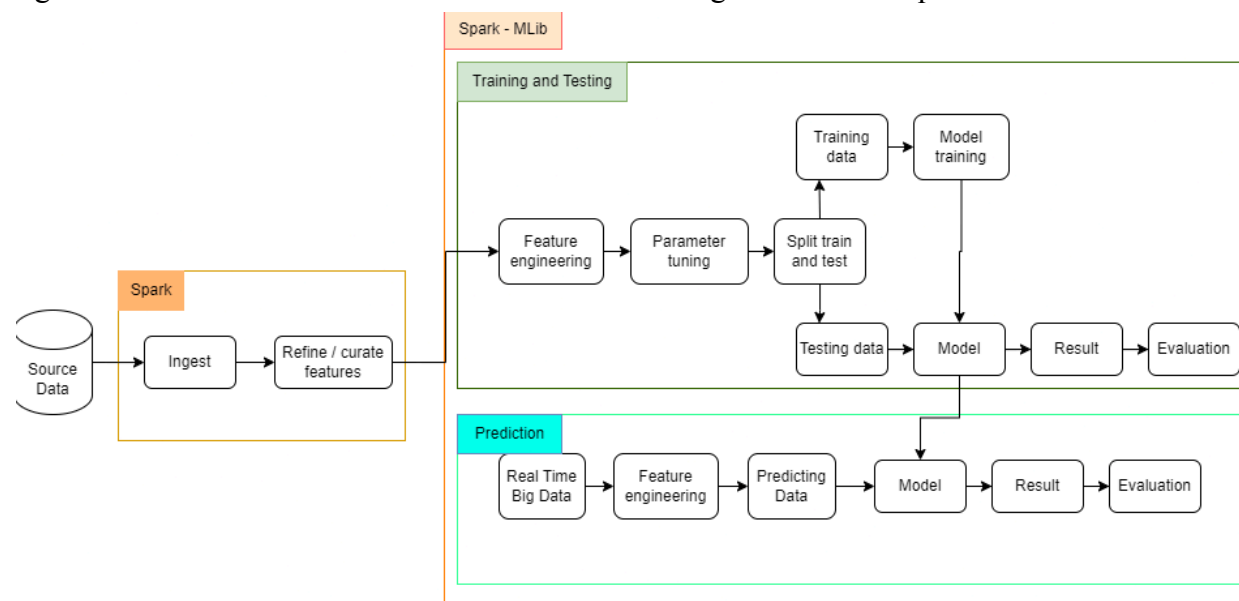 Spark - MLib
Training and Testing
Training
data
Model
training
Feature
engineering
Parameter
tuning
Split train
and test
Spark
Source
Data
Ingest
Refine / curate
features
Testing data
Model
Result
Evaluation
Prediction
Real Time
Big Data
Feature
engineering
Predicting
Data
Model
Result
Evaluation